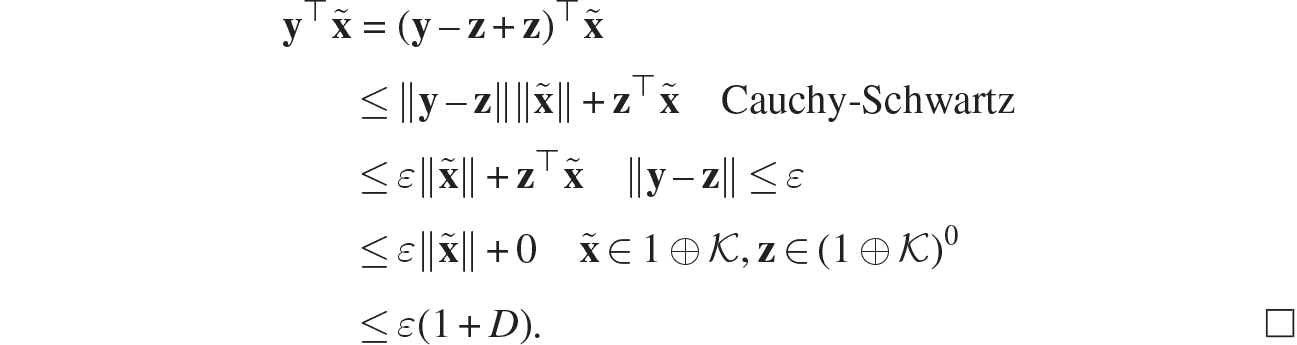 𝐲⊤𝐱̃ = (𝐲 – 𝐳 + 𝐳)⊤𝐱̃
≤ ‖𝐲 – 𝐳‖ ‖𝐱̃‖ + 𝐳⊤𝐱̃ Cauchy-Schwartz
≤ ε‖𝐱̃‖ + 𝐳⊤𝐱̃ ‖𝐲 – 𝐳‖ ≤ ε
≤ ε‖𝐱̃‖ + 0 𝐱̃ ∈ 1 ⊕ 𝒦, 𝐳 ∈ (1 ⊕ 𝒦)⁰
≤ ε(1 + D). □